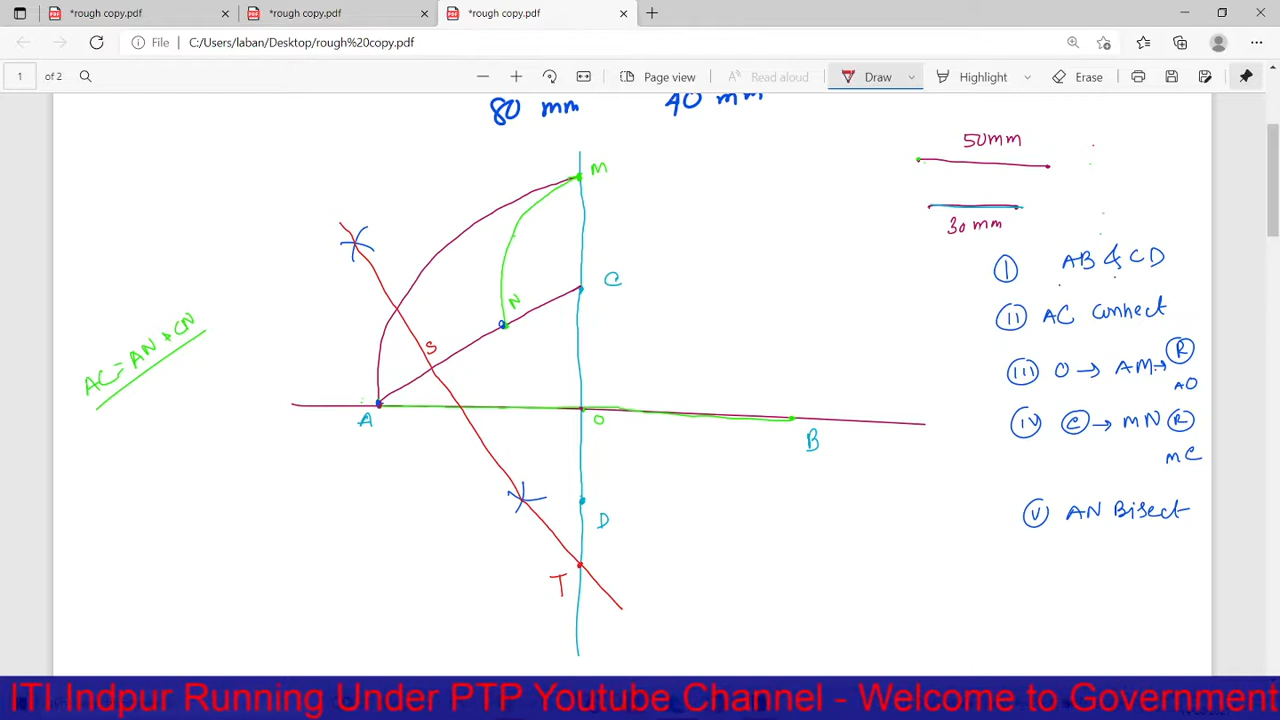 *rough copy.pdf
*rough copy.pdf
*rough copy.pdf
File
C:/Users/laban/Desktop/rough%20copy.pdf
1
of 2
Page view
Read aloud
Draw
Highlight
Erase
80 mm
40 mm
50mm
30mm
M
C
N
S
A
O
B
D
T
AC = AN + CN
I AB & CD
II AC Connect
III O → AM → R
AO
IV C → MN R
MC
V AN Bisect
ITI Indpur Running Under PTP Youtube Channel - Welcome to Government